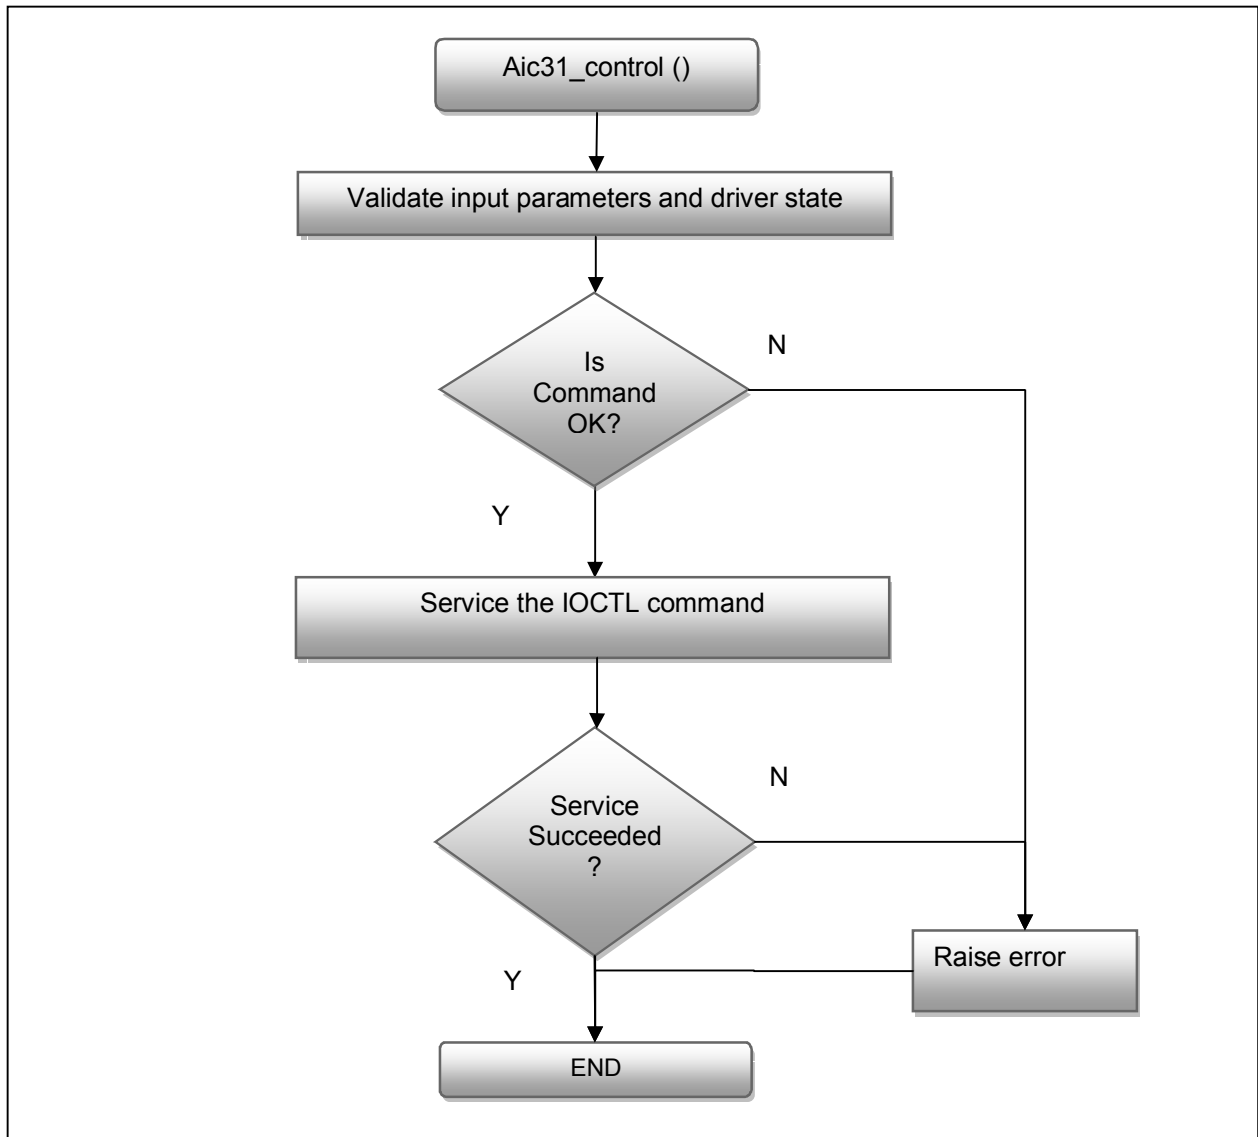 Aic31_control ()
Validate input parameters and driver state
Is
Command
OK?
N
Y
Service the IOCTL command
Service
Succeeded
?
N
Raise error
Y
END